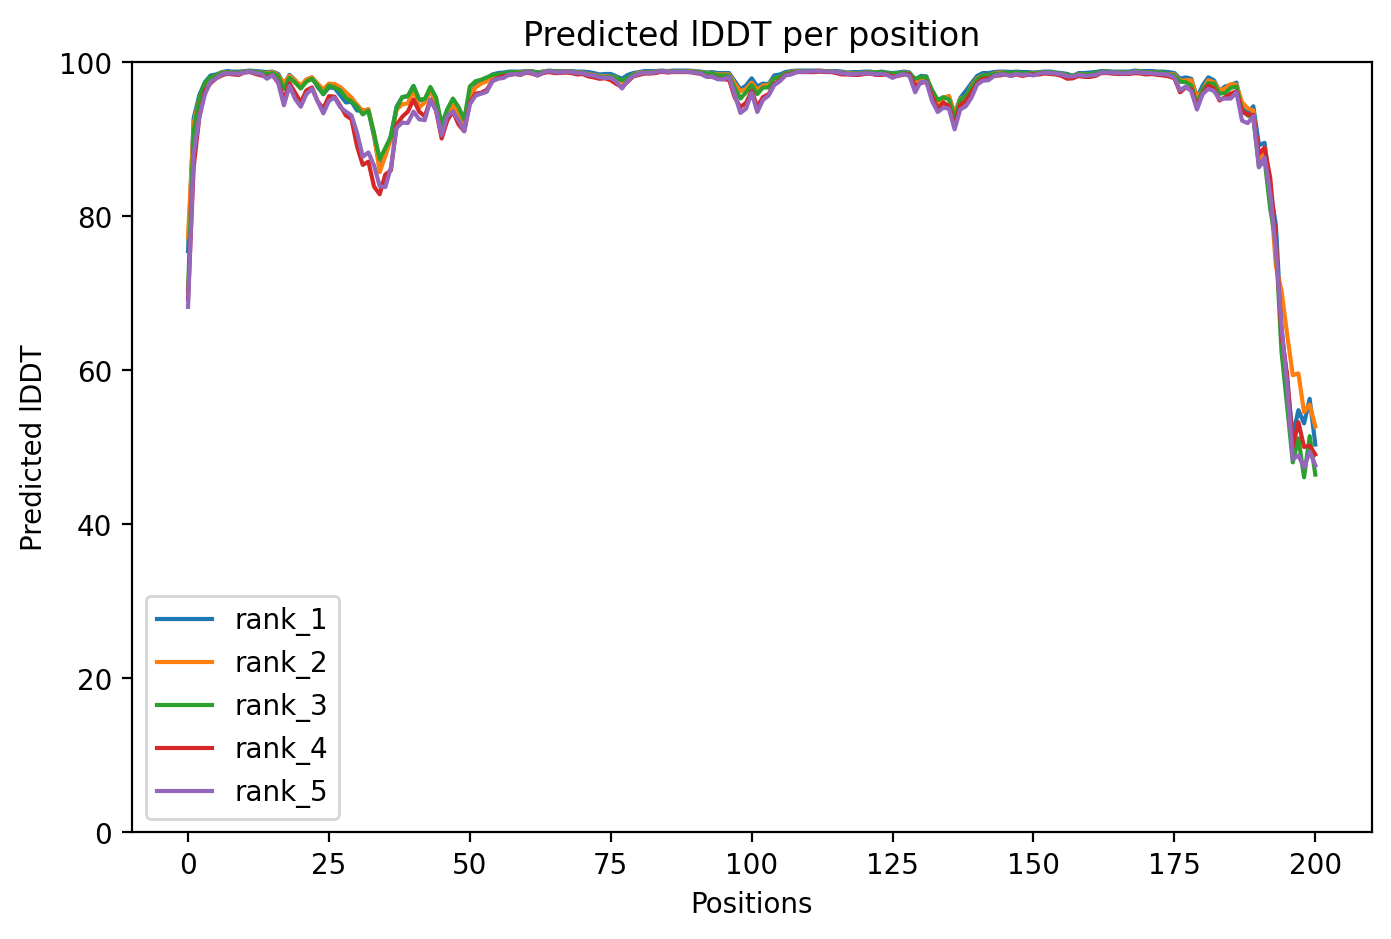 Predicted lDDT per position
100
80
60
40
20
0
Predicted lDDT
rank_1
rank_2
rank_3
rank_4
rank_5
0 25 50 75 100 125 150 175 200
Positions